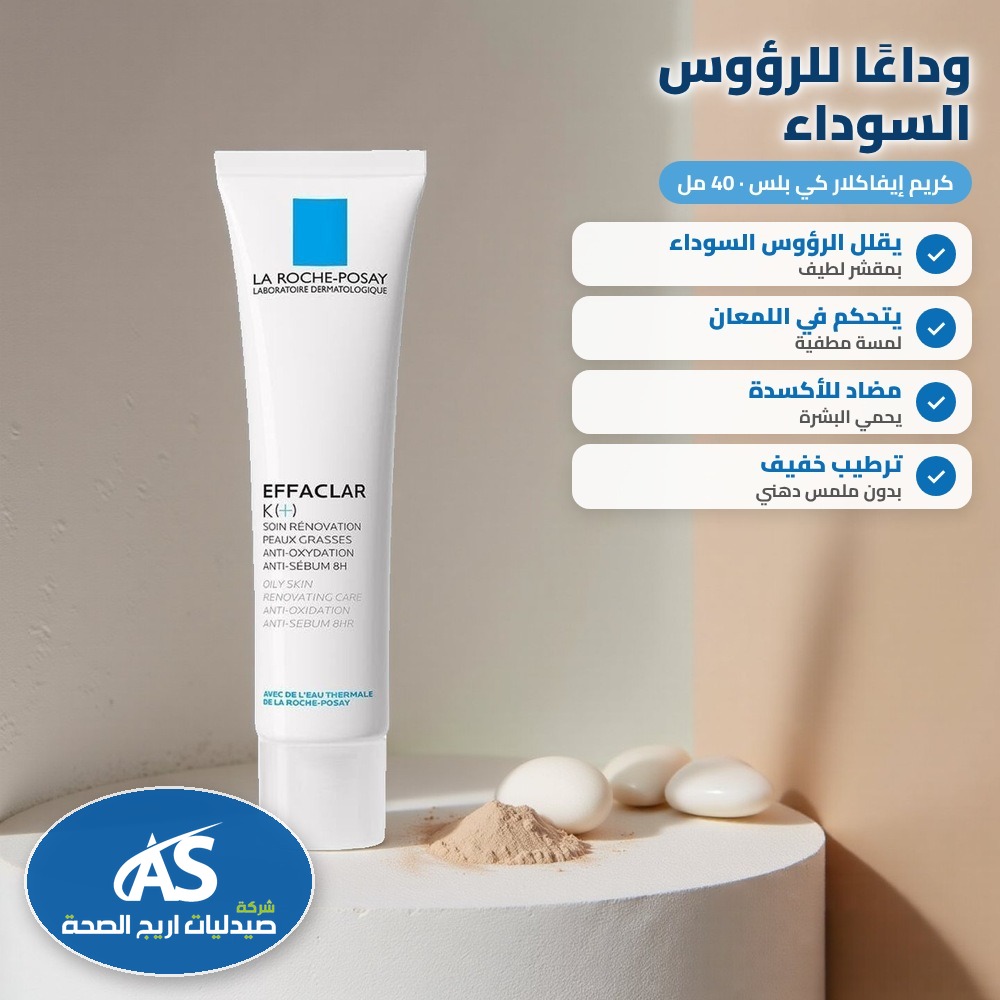 وداعًا للرؤوس
السوداء
كريم إيفاكلار كي بلس · 40 مل
يقلل الرؤوس السوداء
بمقشر لطيف
يتحكم في اللمعان
لمسة مطفية
مضاد للأكسدة
يحمي البشرة
ترطيب خفيف
بدون ملمس دهني
LA ROCHE-POSAY
LABORATOIRE DERMATOLOGIQUE
EFFACLAR
K(+)
SOIN RÉNOVATION
PEAUX GRASSES
ANTI-OXYDATION
ANTI-SÉBUM 8H
OILY SKIN
RENOVATING CARE
ANTI-OXIDATION
ANTI-SEBUM 8HR
AVEC DE L'EAU THERMALE
DE LA ROCHE-POSAY
AS
شركة
صيدليات اريج الصحة